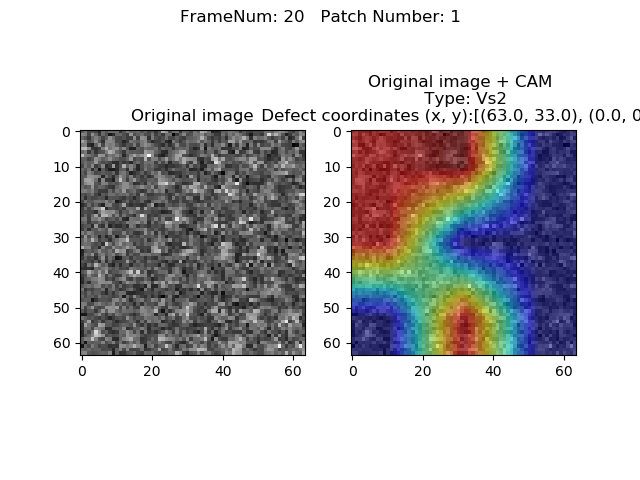 FrameNum: 20   Patch Number: 1
Original image + CAM
Type: Vs2
Original image
Defect coordinates (x, y):[(63.0, 33.0), (0.0, 0
0
10
20
30
40
50
60
0 20 40 60
0
10
20
30
40
50
60
0 20 40 60